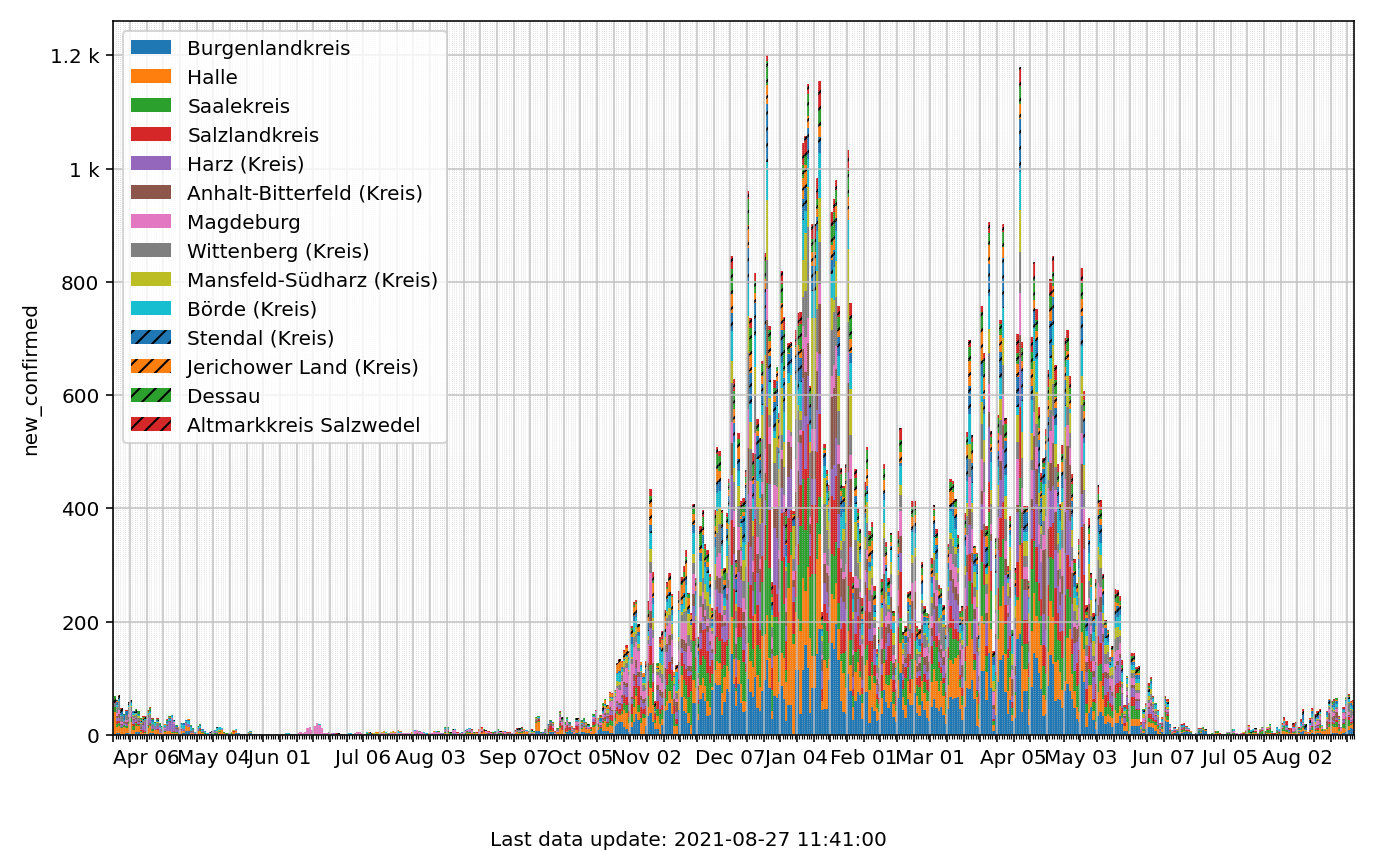 new_confirmed
1.2 k
1 k
800
600
400
200
0
Burgenlandkreis
Halle
Saalekreis
Salzlandkreis
Harz (Kreis)
Anhalt-Bitterfeld (Kreis)
Magdeburg
Wittenberg (Kreis)
Mansfeld-Südharz (Kreis)
Börde (Kreis)
Stendal (Kreis)
Jerichower Land (Kreis)
Dessau
Altmarkkreis Salzwedel
Apr 06 May 04 Jun 01 Jul 06 Aug 03 Sep 07 Oct 05 Nov 02 Dec 07 Jan 04 Feb 01 Mar 01 Apr 05 May 03 Jun 07 Jul 05 Aug 02
Last data update: 2021-08-27 11:41:00